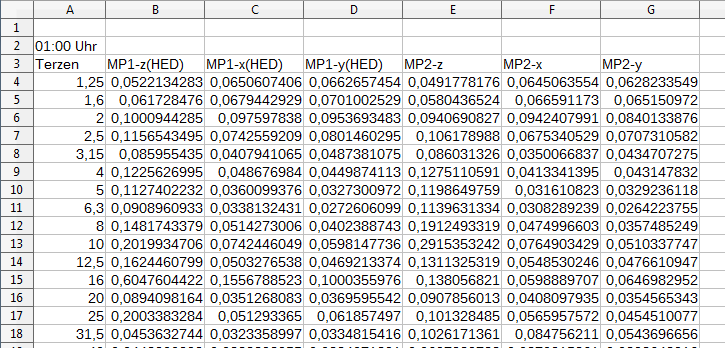 A B C D E F G
1
2 01:00 Uhr
3 Terzen MP1-z(HED) MP1-x(HED) MP1-y(HED) MP2-z MP2-x MP2-y
4 1,25 0,0522134283 0,0650607406 0,0662657454 0,0491778176 0,0645063554 0,0628233549
5 1,6 0,061728476 0,0679442929 0,0701002529 0,0580436524 0,066591173 0,065150972
6 2 0,1000944285 0,097597838 0,0953693483 0,0940690827 0,0942407991 0,0840133876
7 2,5 0,1156543495 0,0742559209 0,0801460295 0,106178988 0,0675340529 0,0707310582
8 3,15 0,085955435 0,0407941065 0,0487381075 0,086031326 0,0350066837 0,0434707275
9 4 0,1225626995 0,048676984 0,0449874113 0,1275110591 0,0413341395 0,043147832
10 5 0,1127402232 0,0360099376 0,0327300972 0,1198649759 0,031610823 0,0329236118
11 6,3 0,0908960933 0,0338132431 0,0272606099 0,1139631334 0,0308289239 0,0264223755
12 8 0,1481743379 0,0514273006 0,0402388743 0,1912493319 0,0474996603 0,0357485249
13 10 0,2019934706 0,0742446049 0,0598147736 0,2915353242 0,0764903429 0,0510337747
14 12,5 0,1624460799 0,0503276538 0,0469213374 0,1311325319 0,0548530246 0,0476610947
15 16 0,6047604422 0,1556788523 0,1000355976 0,138056821 0,0598889707 0,0646982952
16 20 0,0894098164 0,0351268083 0,0369595542 0,0907856013 0,0408097935 0,0354565343
17 25 0,2003383284 0,051293365 0,061857497 0,101328485 0,0565957572 0,0454510077
18 31,5 0,0453632744 0,0323358997 0,0334815416 0,1026171361 0,084756211 0,0543696656